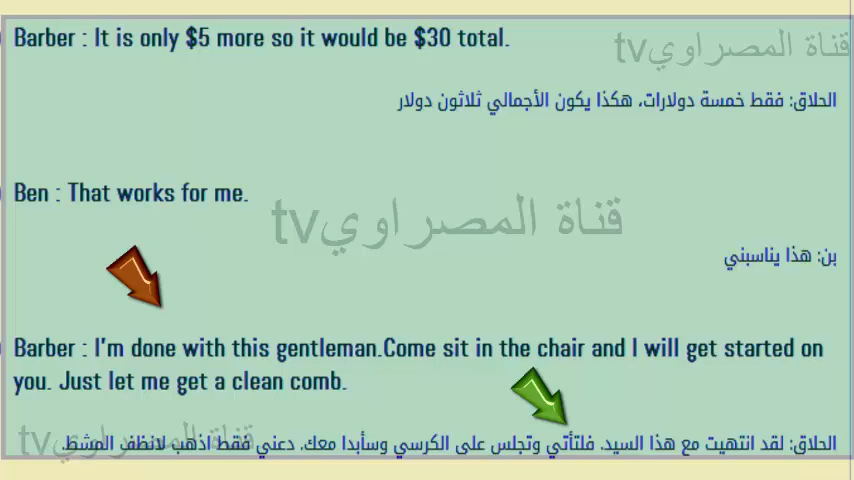 Barber : It is only $5 more so it would be $30 total.
قناة المصراويtv
الحلاق: فقط خمسة دولارات، هكذا يكون الأجمالي ثلاثون دولار
Ben : That works for me.
قناة المصراويtv
بن: هذا يناسبني
Barber : I'm done with this gentleman.Come sit in the chair and I will get started on
you. Just let me get a clean comb.
قناة المصراويtv
الحلاق: لقد انتهيت مع هذا السيد. فلتأتي وتجلس على الكرسي وسأبدا معك. دعني فقط اذهب لانظف المشط.